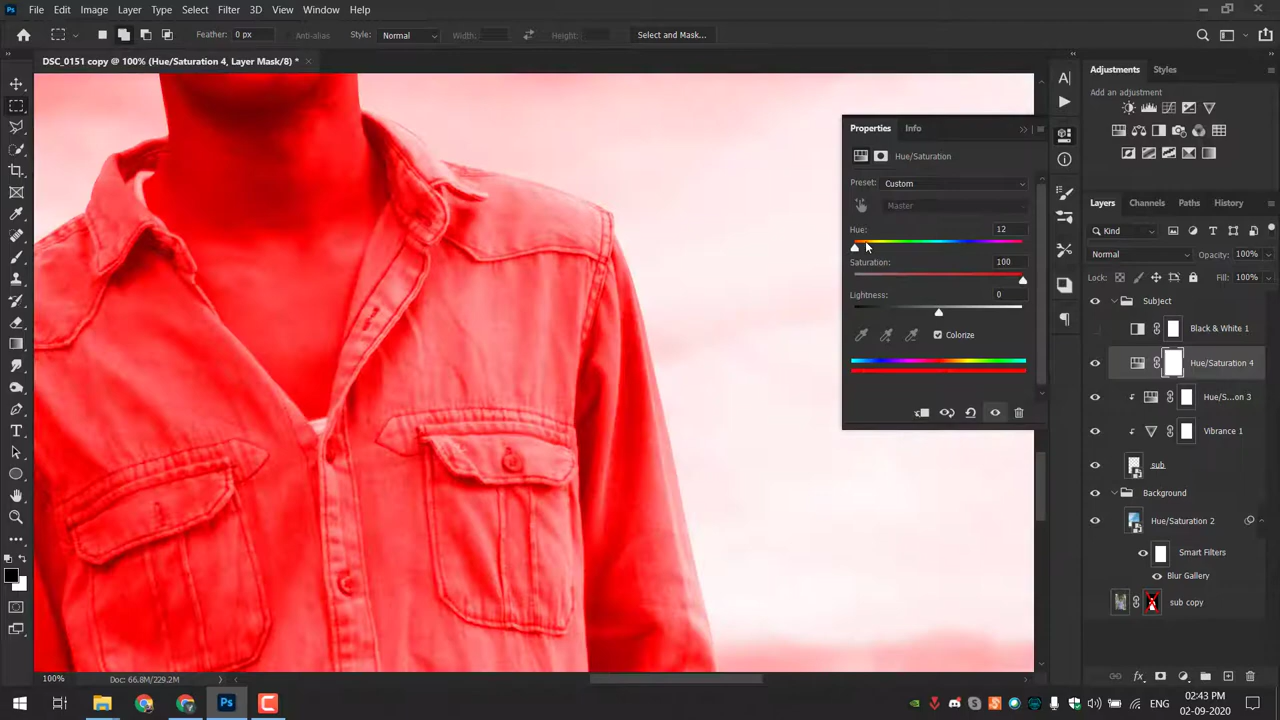 Ps File Edit Image Layer Type Select Filter 3D View Window Help
Feather: 0 px Anti-alias Style: Normal Width: Height: Select and Mask...
DSC_0151 copy @ 100% (Hue/Saturation 4, Layer Mask/8) *
Properties Info
Hue/Saturation
Preset: Custom
Master
Hue: 12
Saturation: 100
Lightness: 0
Colorize
Adjustments Styles
Add an adjustment
Layers Channels Paths History
Kind
Normal Opacity: 100%
Lock: Fill: 100%
Subject
Black & White 1
Hue/Saturation 4
Hue/S...on 3
Vibrance 1
sub
Background
Hue/Saturation 2
Smart Filters
Blur Gallery
sub copy
100% Doc: 66.8M/229.2M
Ps
ENG
02:43 PM
02-09-2020